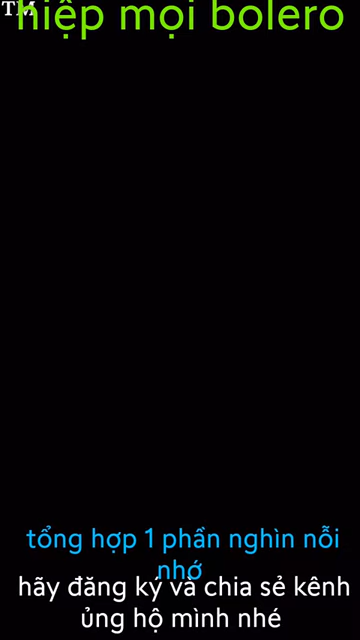 TM
hiệp mọi bolero
tổng hợp 1 phần nghìn nỗi
nhớ
hãy đăng ký và chia sẻ kênh
ủng hộ mình nhé